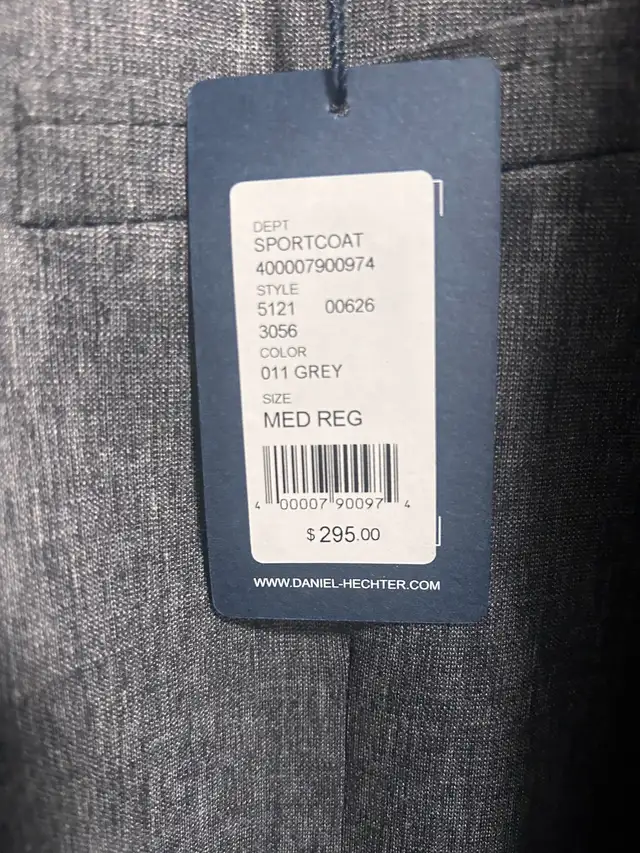 DEPT
SPORTCOAT
400007900974
STYLE
5121 00626
3056
COLOR
011 GREY
SIZE
MED REG
4 00007 90097 4
$295.00
WWW.DANIEL-HECHTER.COM